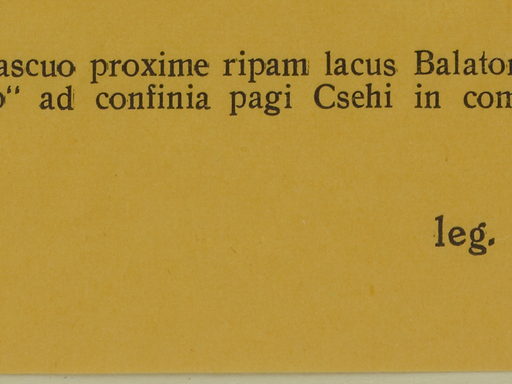 ascuo proxime ripam lacus Balaton
o“ ad confinia pagi Csehi in com
leg.